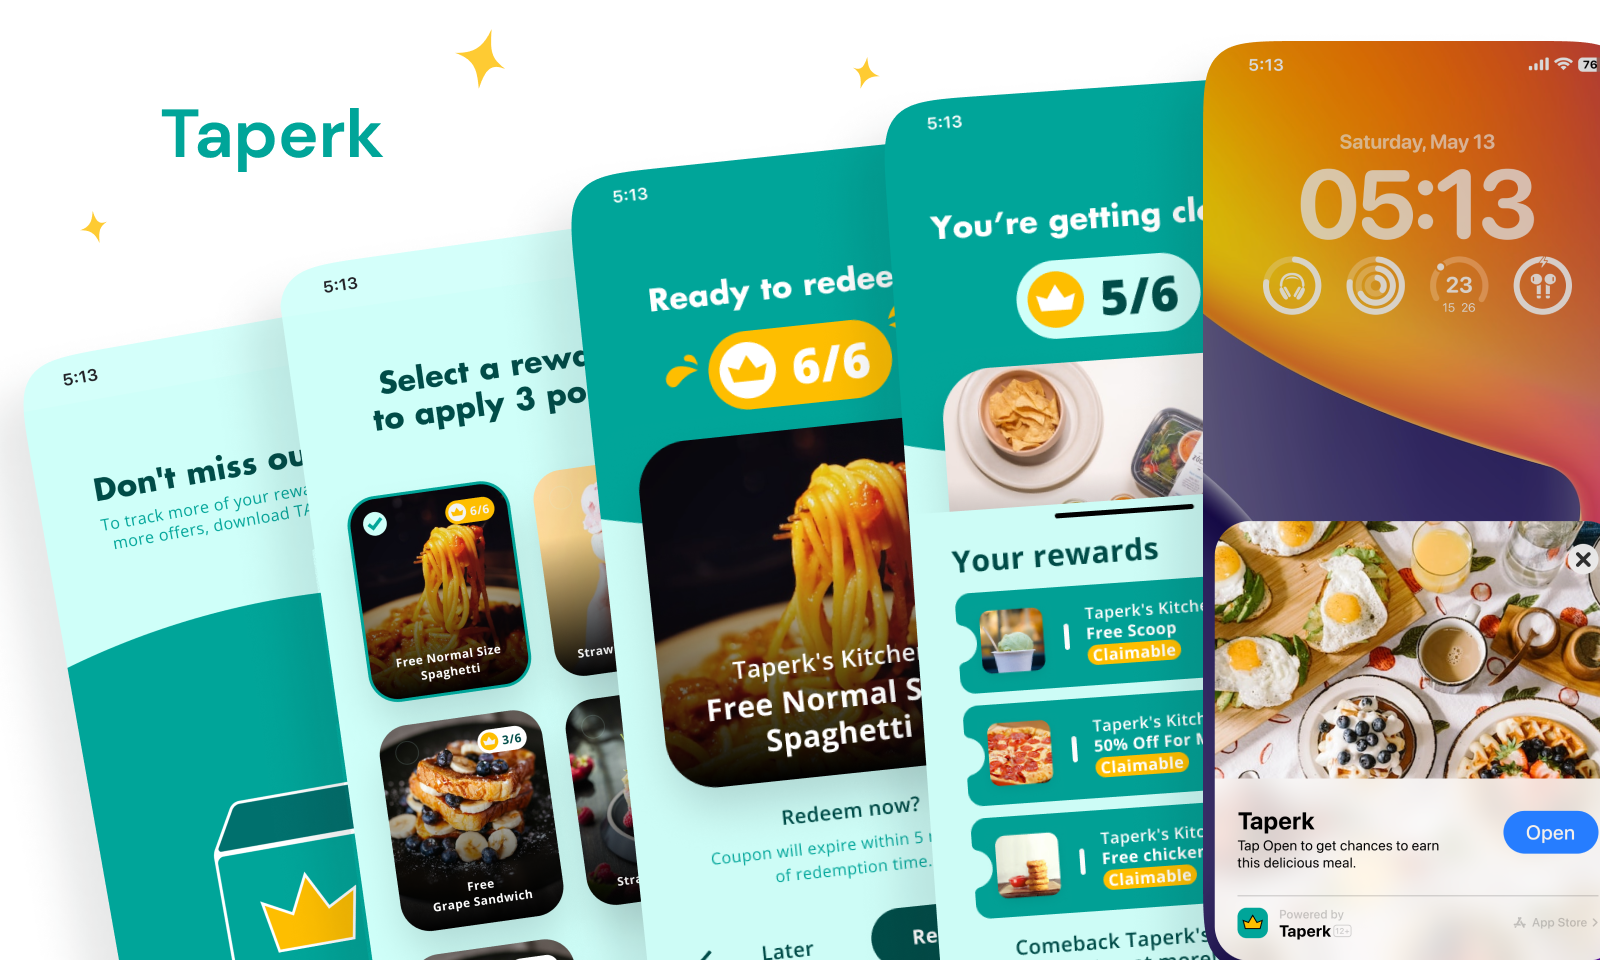 Taperk
5:13
Don't miss ou
To track more of your rewa
more offers, download TA
5:13
Select a rewa
to apply 3 po
6/6
Free Normal Size
Spaghetti
Straw
3/6
Free
Grape Sandwich
Stra
5:13
Ready to redee
6/6
Taperk's Kitche
Free Normal S
Spaghetti
Redeem now?
Coupon will expire within 5
of redemption time.
Later
Re
5:13
You're getting clo
5/6
Your rewards
Taperk's Kitche
Free Scoop
Claimable
Taperk's Kitch
50% Off For M
Claimable
Taperk's Kitc
Free chicken
Claimable
Comeback Taperk's
5:13
76
Saturday, May 13
05:13
23
15 26
Taperk
Tap Open to get chances to earn
this delicious meal.
Open
Powered by
Taperk 12+
App Store